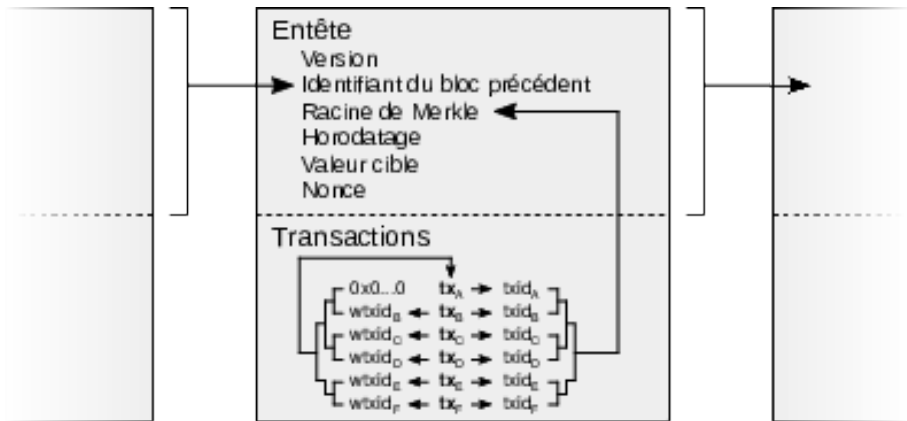 Entête
Version
Identifiant du bloc précédent
Racine de Merkle
Horodatage
Valeur cible
Nonce
Transactions
0x0...0 txA txidA
wtxidB txB txidB
wtxidC txC txidC
wtxidD txD txidD
wtxidE txE txidE
wtxidF txF txidF